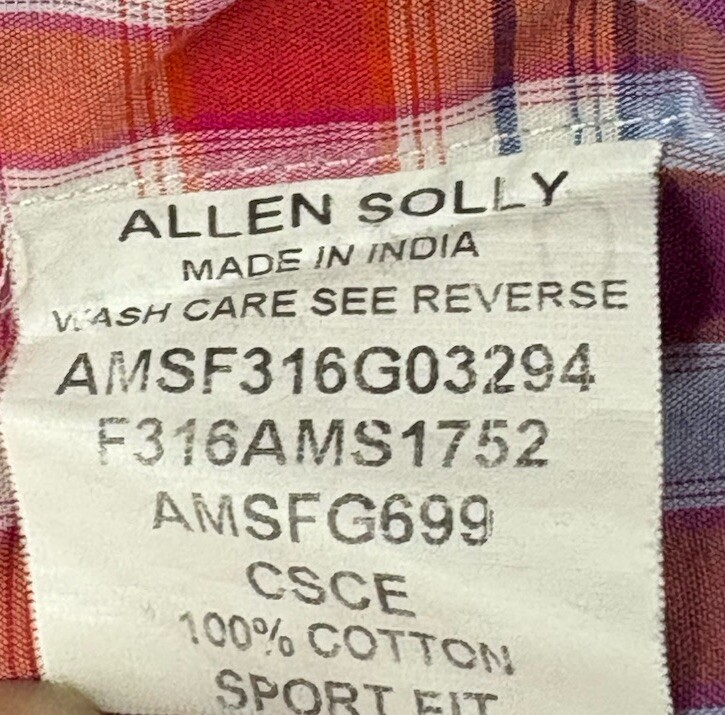 ALLEN SOLLY
MADE IN INDIA
WASH CARE SEE REVERSE
AMSF316G03294
F316AMS1752
AMSFG699
CSCE
100% COTTON
SPORT FIT